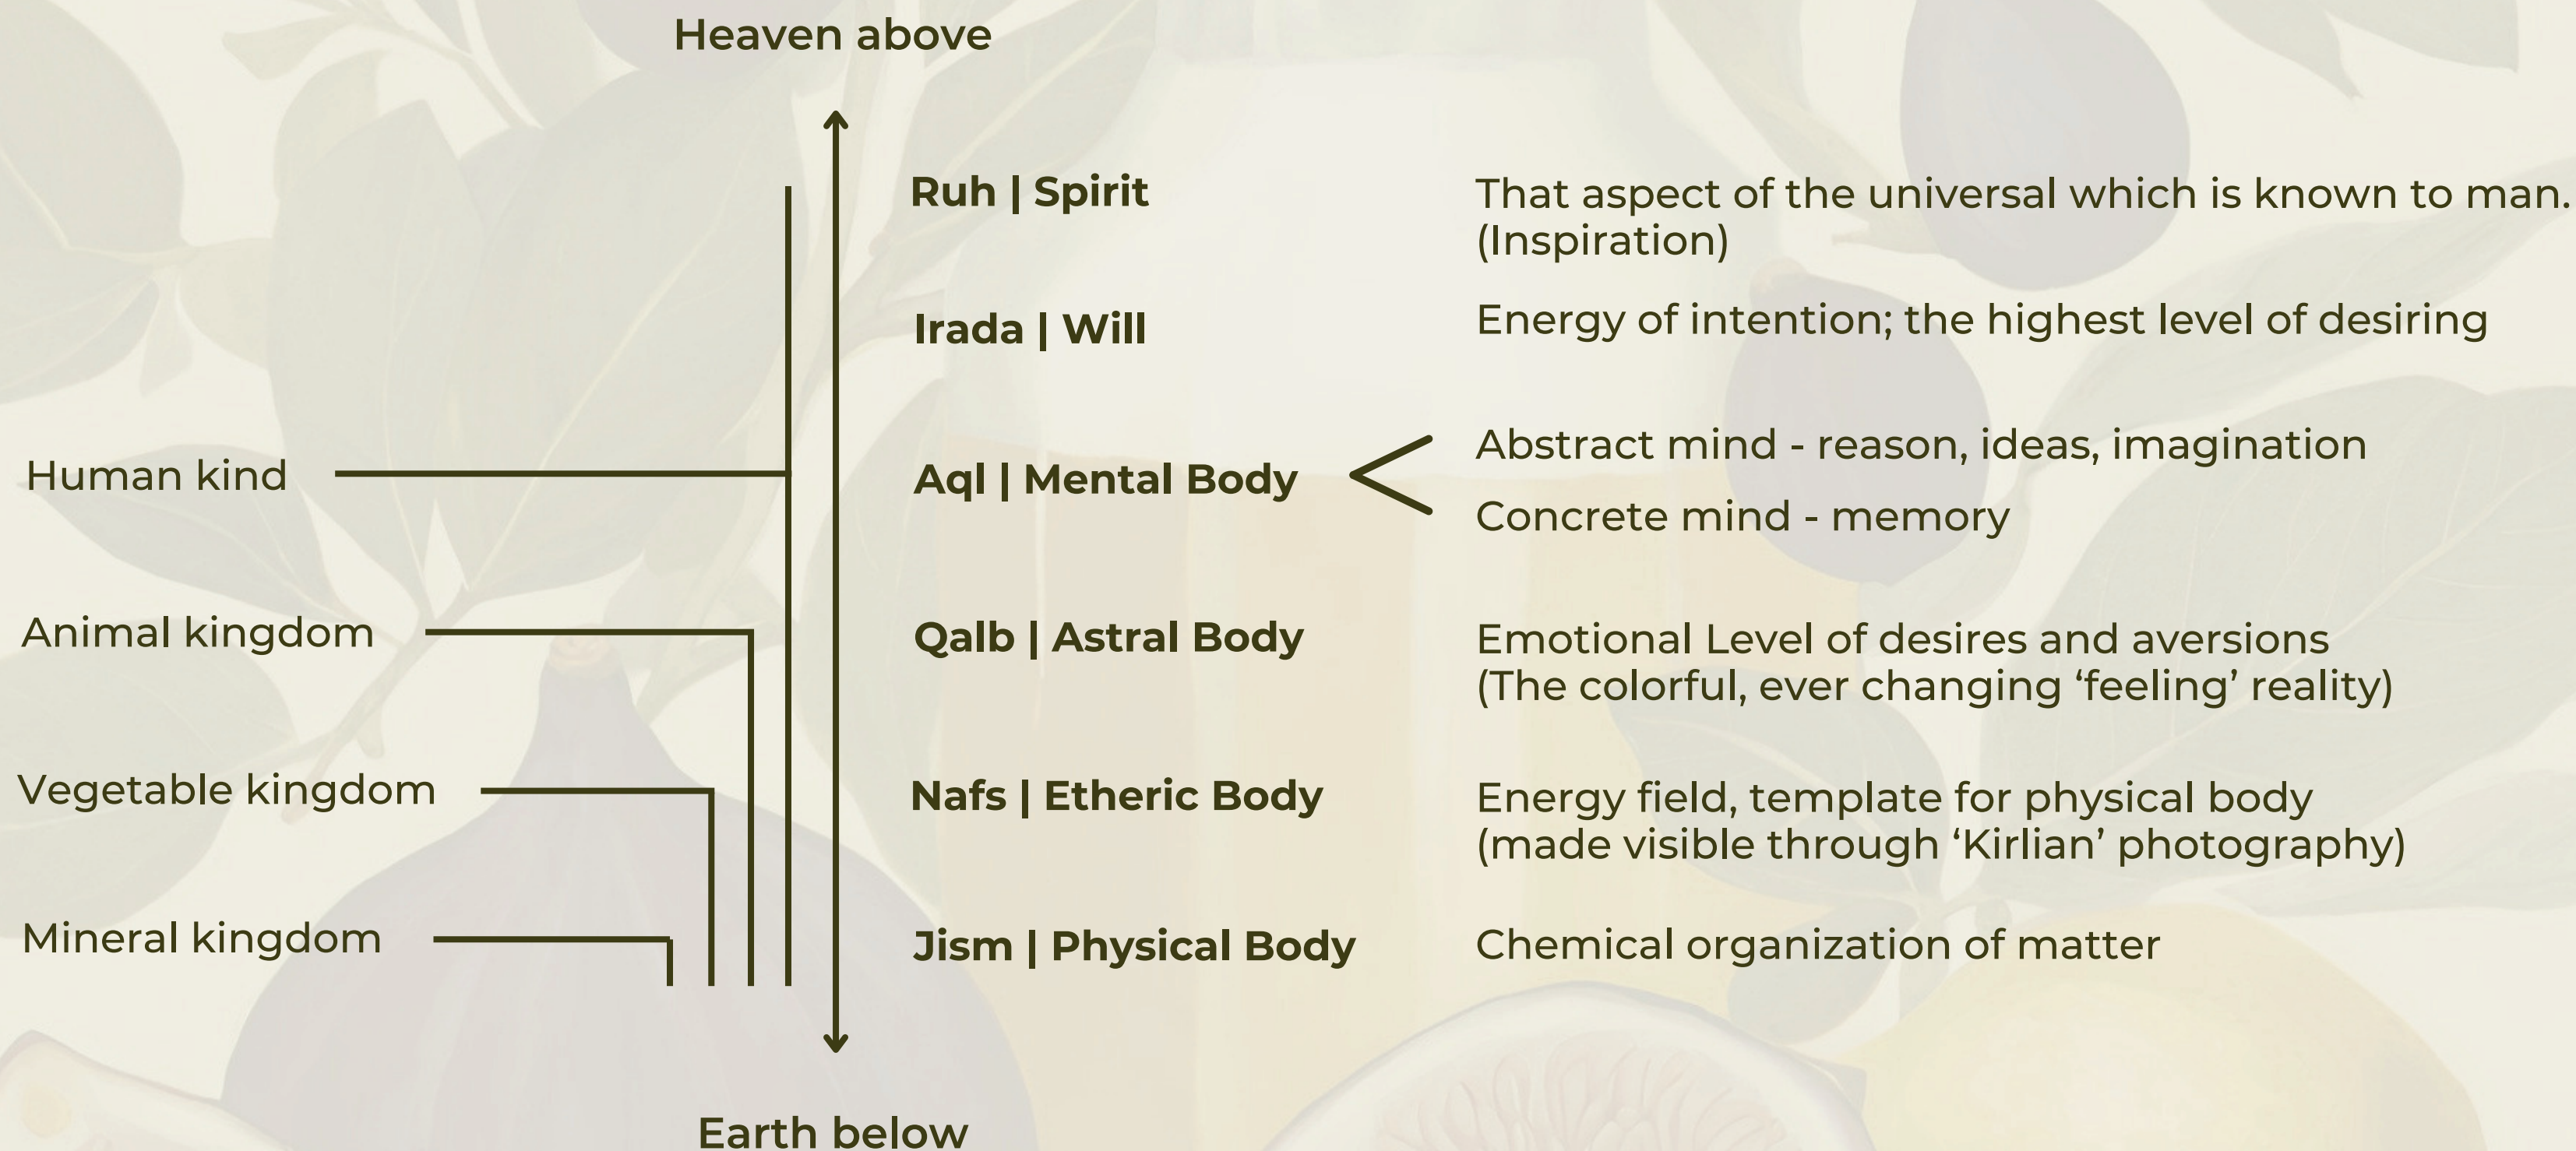 Heaven above
Ruh | Spirit
That aspect of the universal which is known to man.
(Inspiration)
Irada | Will
Energy of intention; the highest level of desiring
Human kind
Aql | Mental Body
Abstract mind - reason, ideas, imagination
Concrete mind - memory
Animal kingdom
Qalb | Astral Body
Emotional Level of desires and aversions
(The colorful, ever changing ‘feeling’ reality)
Vegetable kingdom
Nafs | Etheric Body
Energy field, template for physical body
(made visible through ‘Kirlian’ photography)
Mineral kingdom
Jism | Physical Body
Chemical organization of matter
Earth below